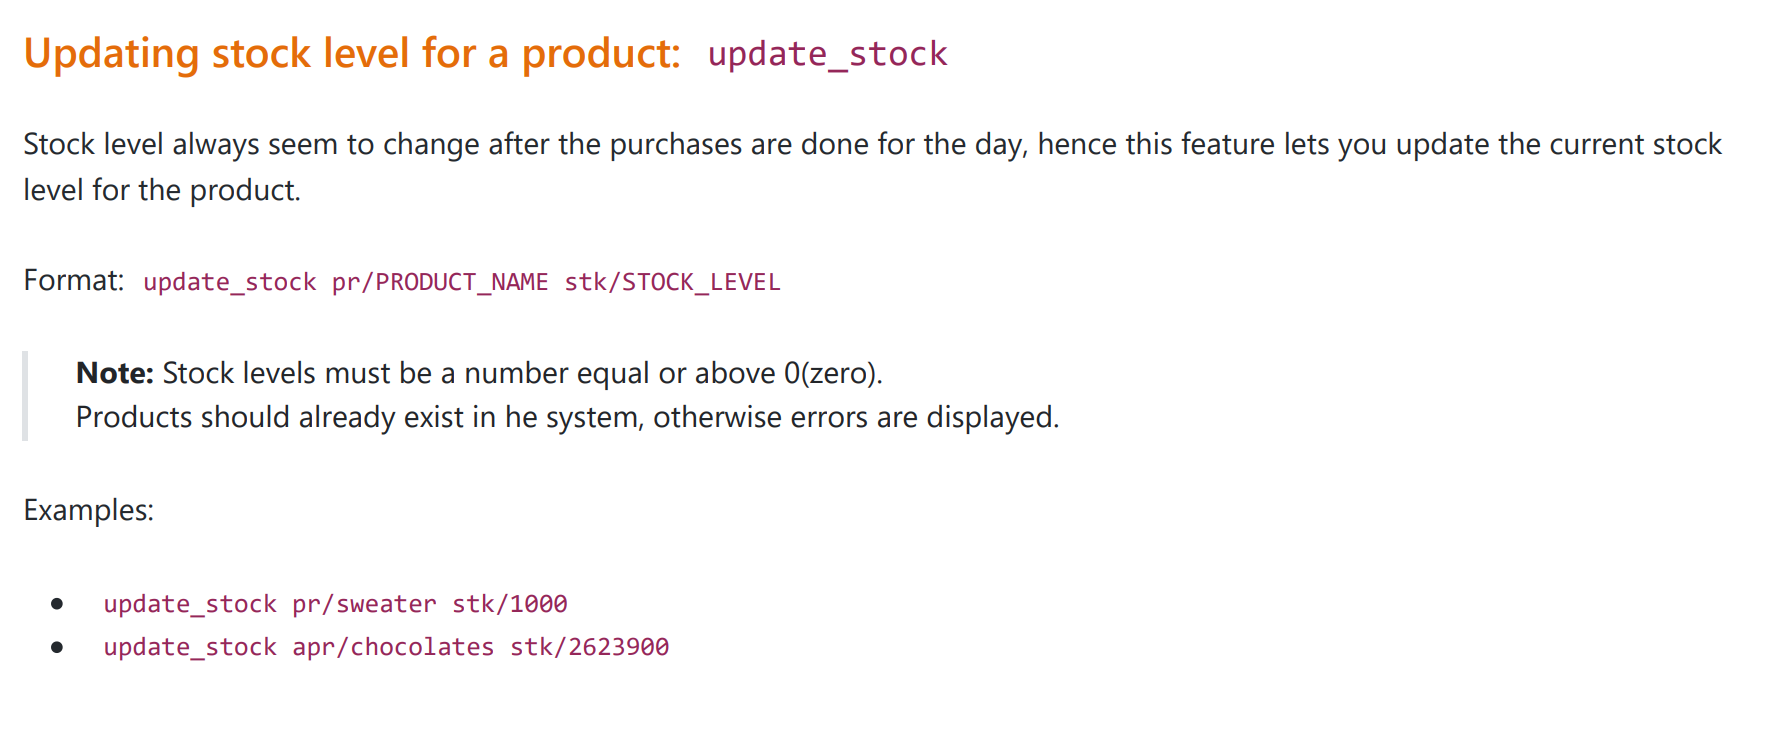 Updating stock level for a product: update_stock
Stock level always seem to change after the purchases are done for the day, hence this feature lets you update the current stock
level for the product.
Format: update_stock pr/PRODUCT_NAME stk/STOCK_LEVEL
Note: Stock levels must be a number equal or above 0(zero).
Products should already exist in he system, otherwise errors are displayed.
Examples:
• update_stock pr/sweater stk/1000
• update_stock apr/chocolates stk/2623900